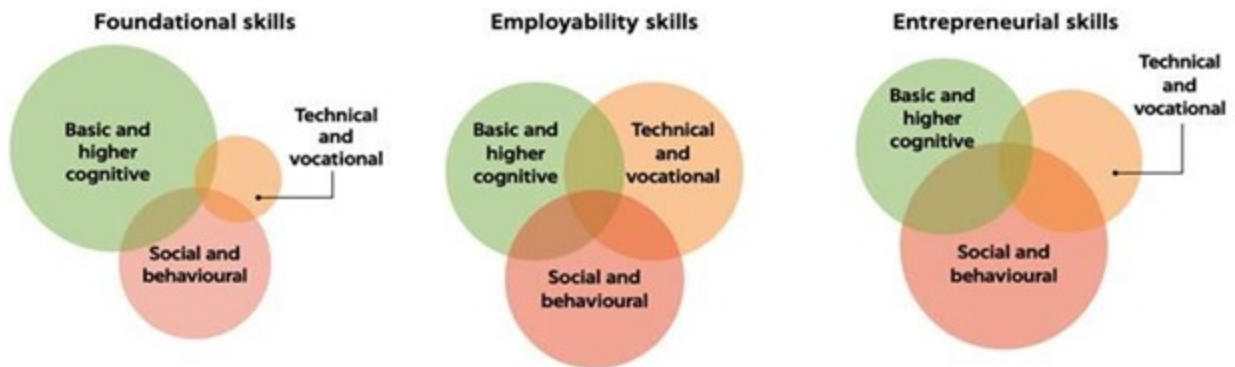 Foundational skills
Basic and
higher
cognitive
Technical
and
vocational
Social and
behavioural
Employability skills
Basic and
higher
cognitive
Technical
and
vocational
Social and
behavioural
Entrepreneurial skills
Basic and
higher
cognitive
Technical
and
vocational
Social and
behavioural